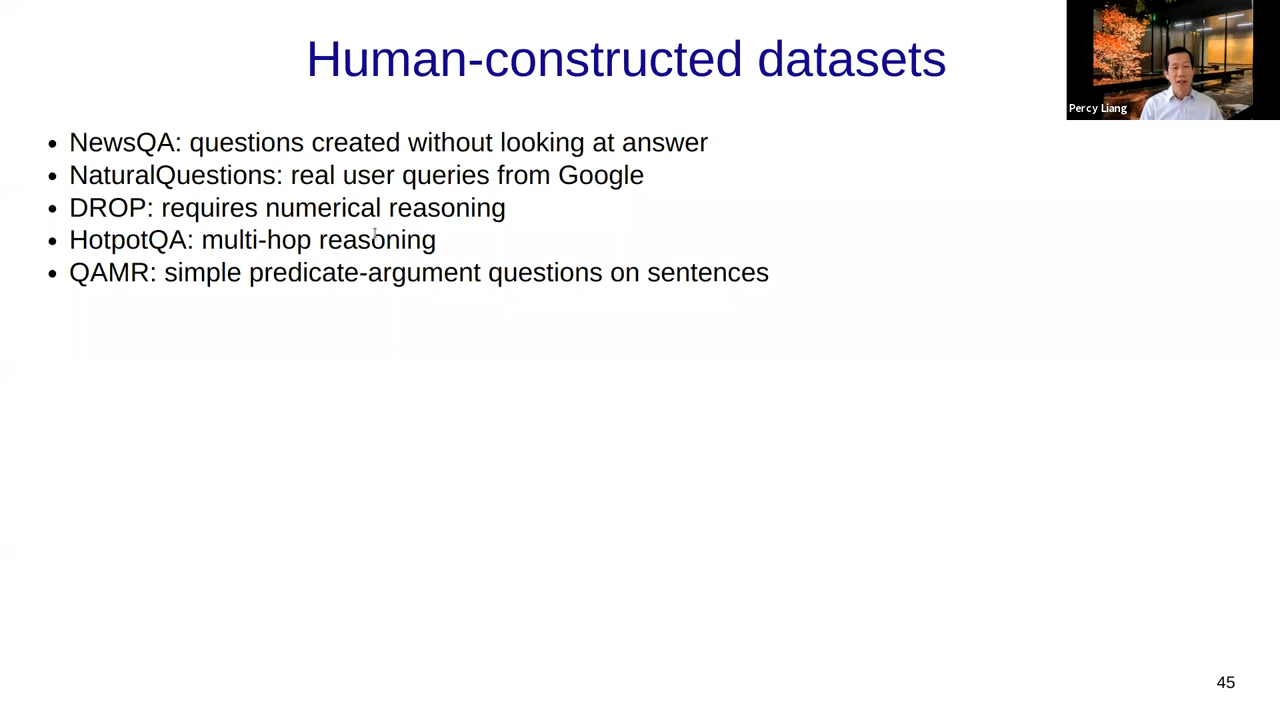 Human-constructed datasets
Percy Liang
• NewsQA: questions created without looking at answer
• NaturalQuestions: real user queries from Google
• DROP: requires numerical reasoning
• HotpotQA: multi-hop reasoning
• QAMR: simple predicate-argument questions on sentences
45